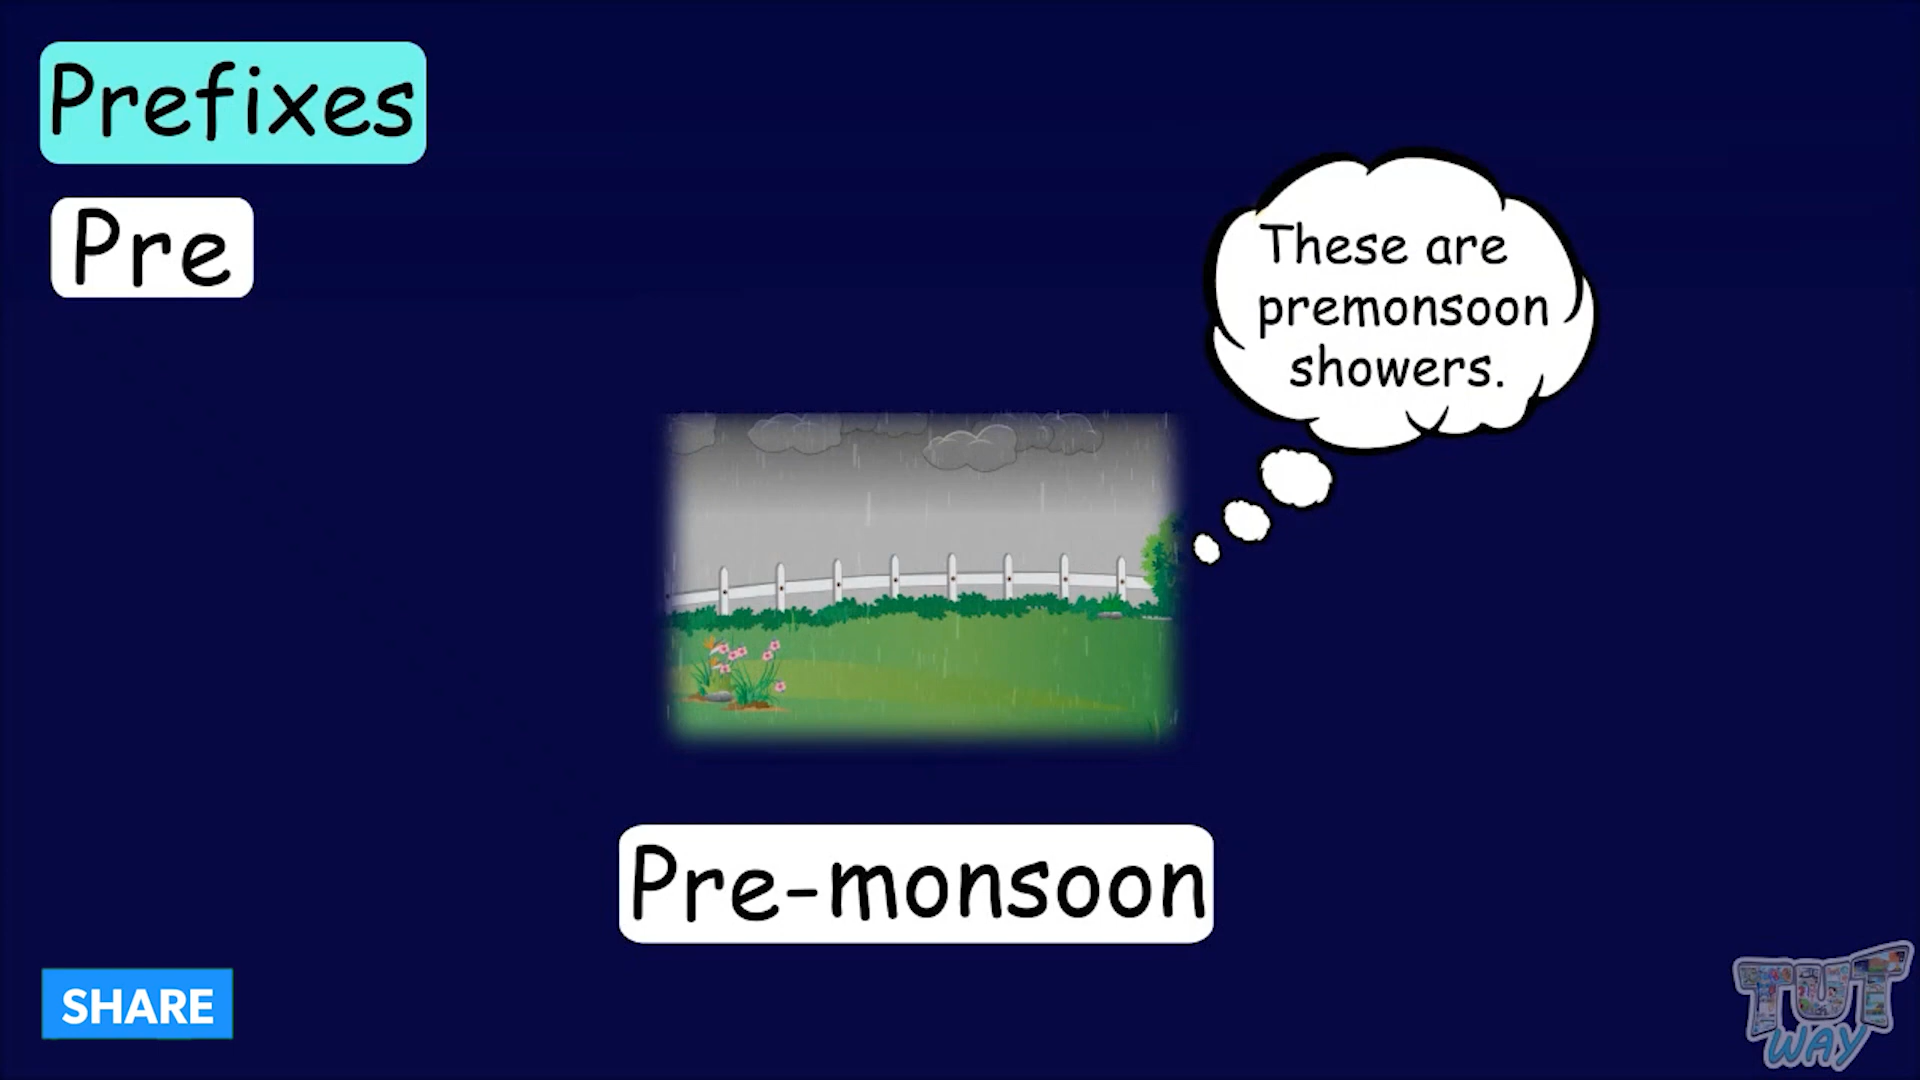 Prefixes
Pre
These are
premonsoon
showers.
Pre-monsoon
SHARE
TUT
WAY